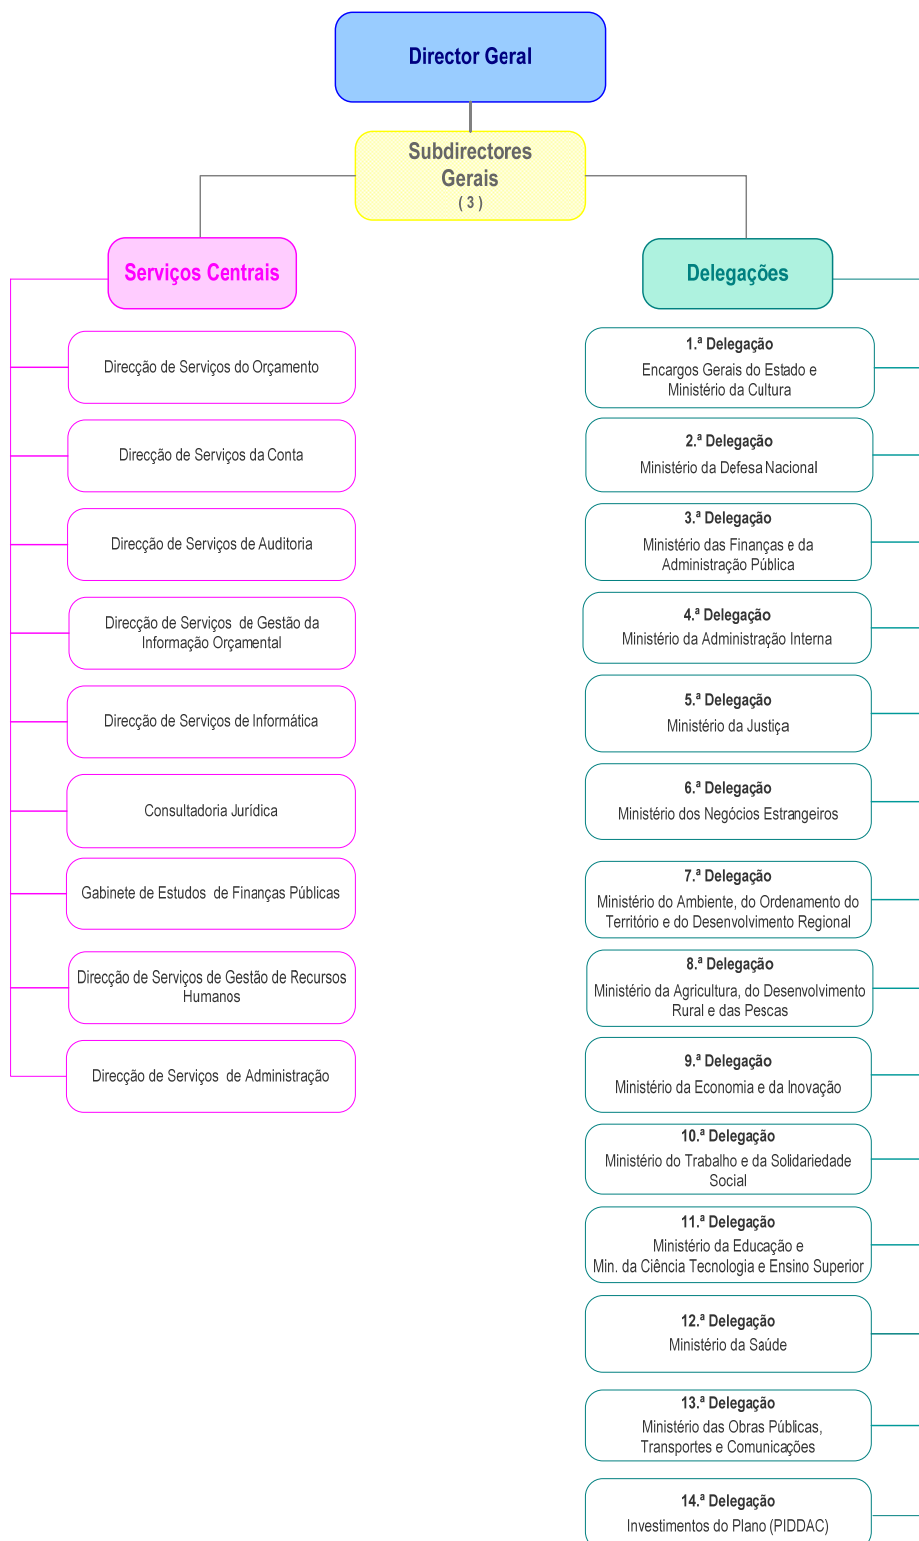 Director Geral
Subdirectores
Gerais
( 3 )
Serviços Centrais
Direcção de Serviços do Orçamento
Direcção de Serviços da Conta
Direcção de Serviços de Auditoria
Direcção de Serviços de Gestão da
Informação Orçamental
Direcção de Serviços de Informática
Consultadoria Jurídica
Gabinete de Estudos de Finanças Públicas
Direcção de Serviços de Gestão de Recursos
Humanos
Direcção de Serviços de Administração
Delegações
1.ª Delegação
Encargos Gerais do Estado e
Ministério da Cultura
2.ª Delegação
Ministério da Defesa Nacional
3.ª Delegação
Ministério das Finanças e da
Administração Pública
4.ª Delegação
Ministério da Administração Interna
5.ª Delegação
Ministério da Justiça
6.ª Delegação
Ministério dos Negócios Estrangeiros
7.ª Delegação
Ministério do Ambiente, do Ordenamento do
Território e do Desenvolvimento Regional
8.ª Delegação
Ministério da Agricultura, do Desenvolvimento
Rural e das Pescas
9.ª Delegação
Ministério da Economia e da Inovação
10.ª Delegação
Ministério do Trabalho e da Solidariedade
Social
11.ª Delegação
Ministério da Educação e
Min. da Ciência Tecnologia e Ensino Superior
12.ª Delegação
Ministério da Saúde
13.ª Delegação
Ministério das Obras Públicas,
Transportes e Comunicações
14.ª Delegação
Investimentos do Plano (PIDDAC)